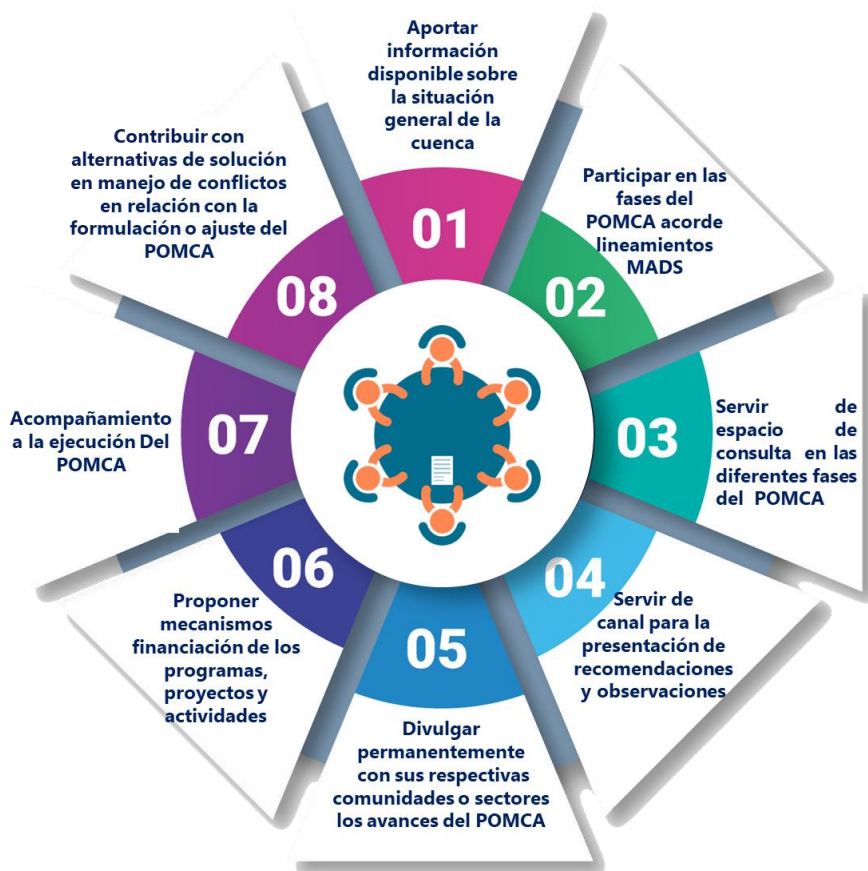 01
Aportar
información
disponible sobre
la situación
general de la
cuenca
02
Participar en las
fases del
POMCA acorde
lineamientos
MADS
03
Servir de
espacio de
consulta en las
diferentes fases
del POMCA
04
Servir de
canal para la
presentación de
recomendaciones
y observaciones
05
Divulgar
permanentemente
con sus respectivas
comunidades o sectores
los avances del POMCA
06
Proponer
mecanismos
financiación de los
programas,
proyectos y
actividades
07
Acompañamiento
a la ejecución Del
POMCA
08
Contribuir con
alternativas de solución
en manejo de conflictos
en relación con la
formulación o ajuste del
POMCA